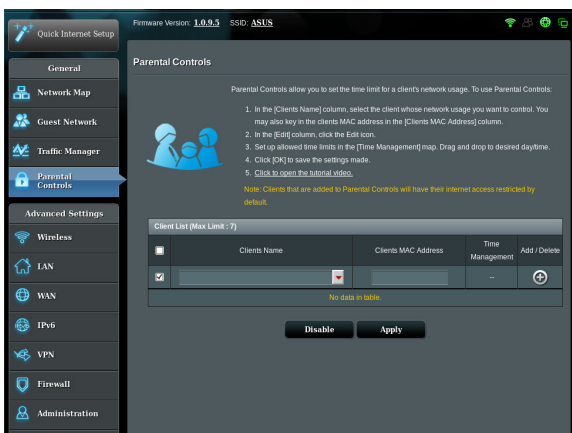 Quick Internet Setup
General
Network Map
Guest Network
Traffic Manager
Parental
Controls
Advanced Settings
Wireless
LAN
WAN
IPv6
VPN
Firewall
Administration
Firmware Version: 1.0.9.5 SSID: ASUS
Parental Controls
Parental Controls allow you to set the time limit for a client's network usage. To use Parental Controls:
1. In the [Clients Name] column, select the client whose network usage you want to control. You
may also key in the clients MAC address in the [Clients MAC Address] column.
2. In the [Edit] column, click the Edit icon.
3. Set up allowed time limits in the [Time Management] map. Drag and drop to desired day/time.
4. Click [OK] to save the settings made.
5. Click to open the tutorial video.
Note: Clients that are added to Parental Controls will have their internet access restricted by
default.
Client List (Max Limit : 7)
Clients Name Clients MAC Address Time Management Add / Delete
--
No data in table.
Disable Apply